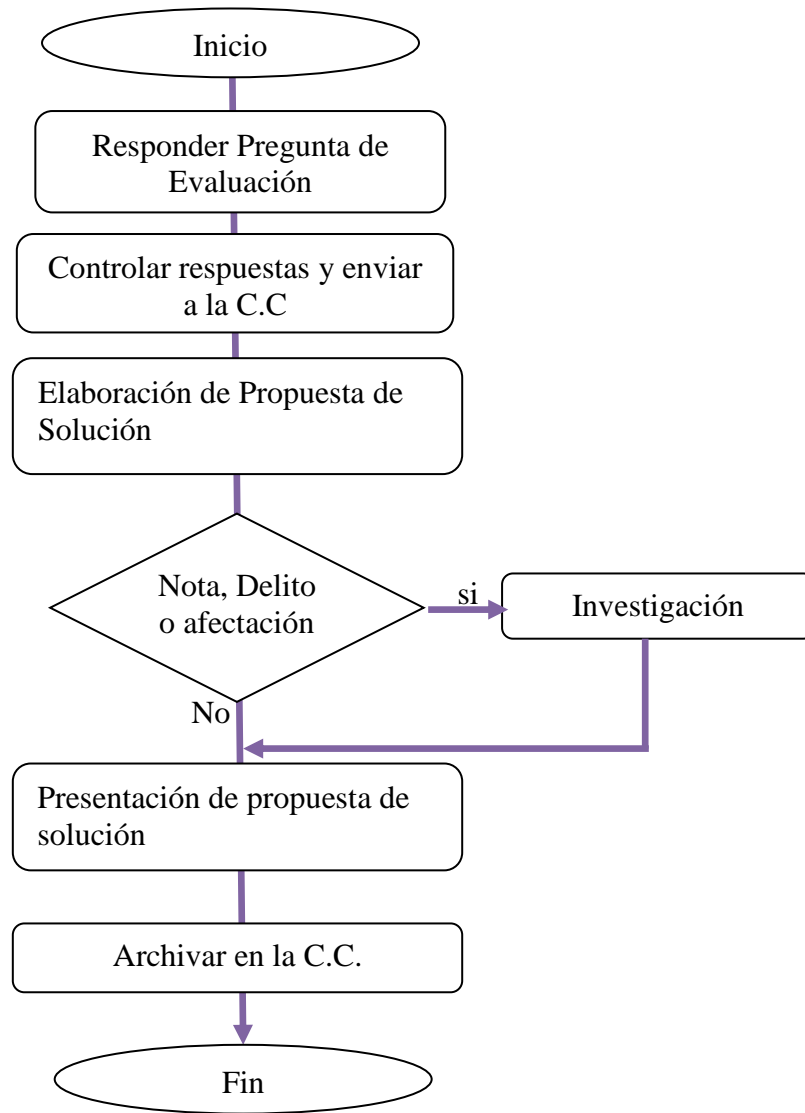 Inicio
Responder Pregunta de
Evaluación
Controlar respuestas y enviar
a la C.C
Elaboración de Propuesta de
Solución
Nota, Delito
o afectación
si
Investigación
No
Presentación de propuesta de
solución
Archivar en la C.C.
Fin